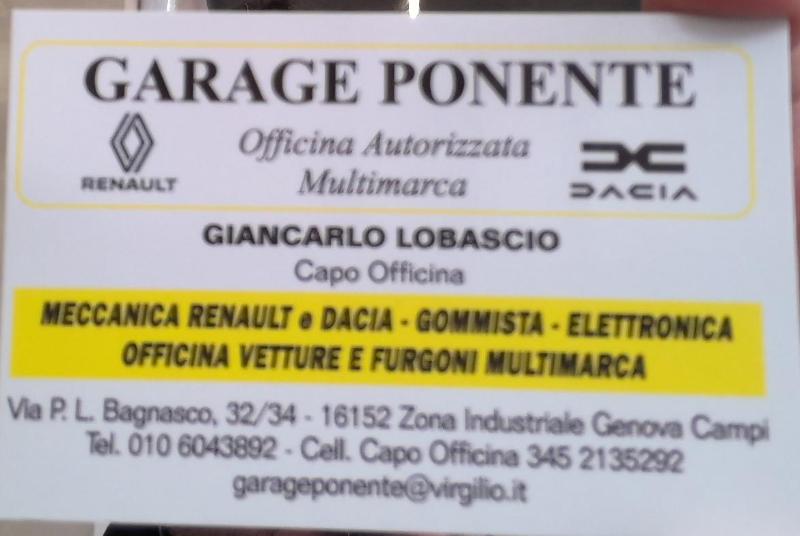 GARAGE PONENTE
Officina Autorizzata
Multimarca
RENAULT
DACIA
GIANCARLO LOBASCIO
Capo Officina
MECCANICA RENAULT e DACIA - GOMMISTA - ELETTRONICA
OFFICINA VETTURE E FURGONI MULTIMARCA
Via P. L. Bagnasco, 32/34 - 16152 Zona Industriale Genova Campi
Tel. 010 6043892 - Cell. Capo Officina 345 2135292
garageponente@virgilio.it